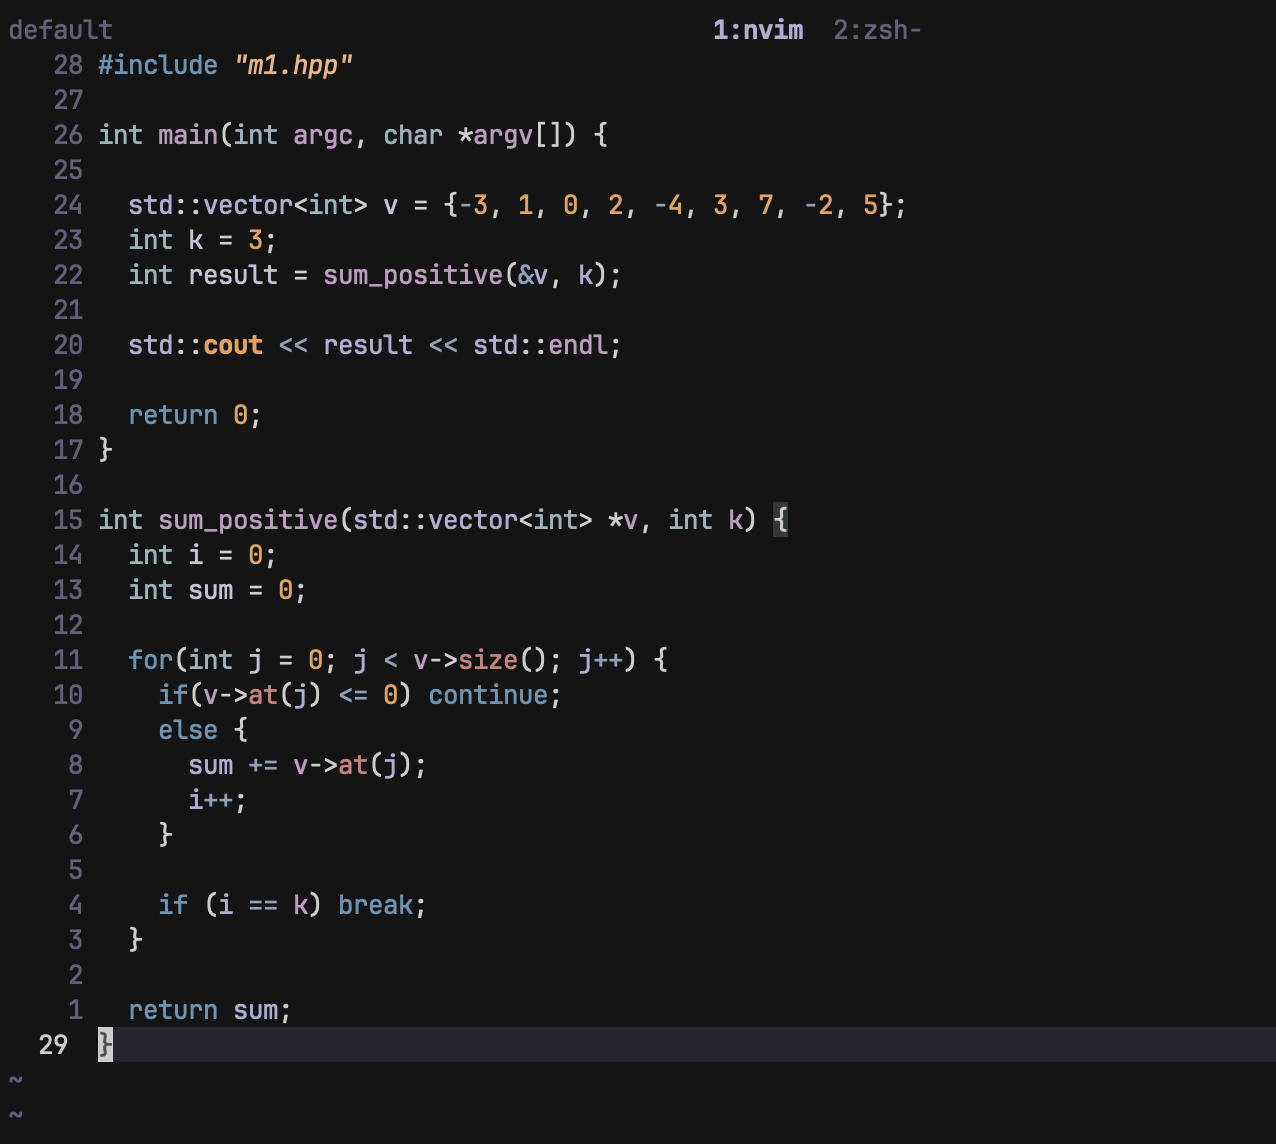 default 1:nvim 2:zsh-
28 #include "m1.hpp"
27
26 int main(int argc, char *argv[]) {
25
24   std::vector<int> v = {-3, 1, 0, 2, -4, 3, 7, -2, 5};
23   int k = 3;
22   int result = sum_positive(&v, k);
21
20   std::cout << result << std::endl;
19
18   return 0;
17 }
16
15 int sum_positive(std::vector<int> *v, int k) {
14   int i = 0;
13   int sum = 0;
12
11   for(int j = 0; j < v->size(); j++) {
10     if(v->at(j) <= 0) continue;
9     else {
8       sum += v->at(j);
7       i++;
6     }
5
4     if (i == k) break;
3   }
2
1   return sum;
29 }
~
~